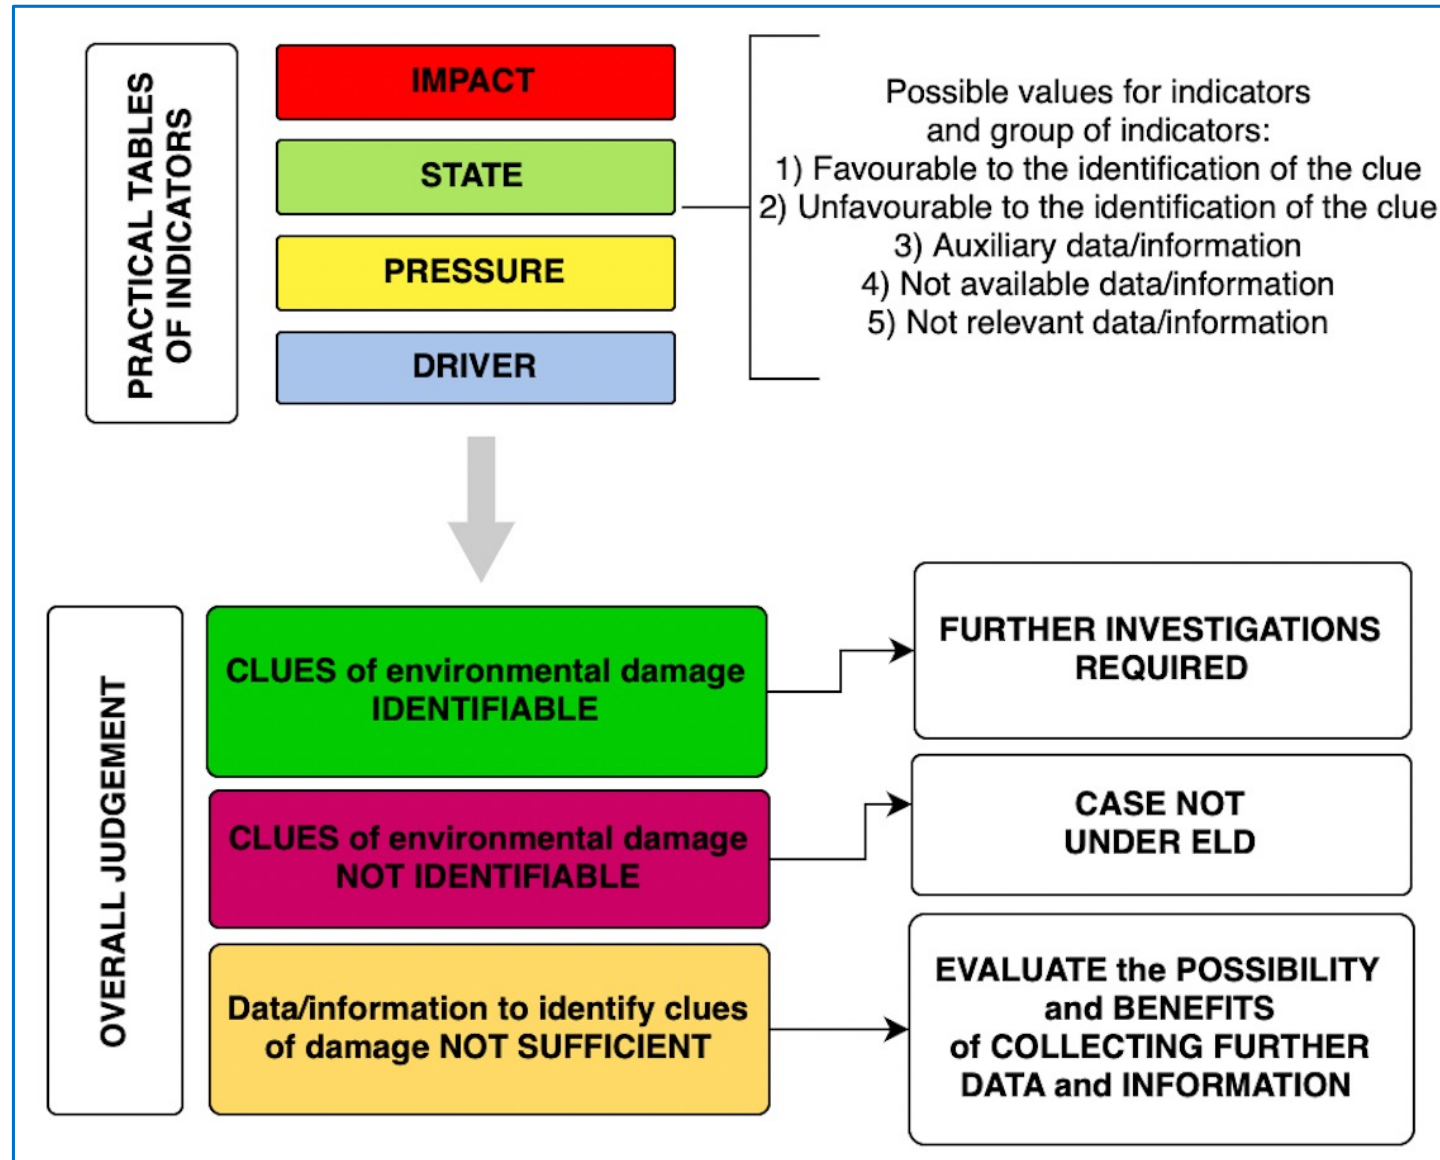 PRACTICAL TABLES
OF INDICATORS
IMPACT
STATE
PRESSURE
DRIVER
Possible values for indicators
and group of indicators:
1) Favourable to the identification of the clue
2) Unfavourable to the identification of the clue
3) Auxiliary data/information
4) Not available data/information
5) Not relevant data/information
OVERALL JUDGEMENT
CLUES of environmental damage
IDENTIFIABLE
FURTHER INVESTIGATIONS
REQUIRED
CLUES of environmental damage
NOT IDENTIFIABLE
CASE NOT
UNDER ELD
Data/information to identify clues
of damage NOT SUFFICIENT
EVALUATE the POSSIBILITY
and BENEFITS
of COLLECTING FURTHER
DATA and INFORMATION